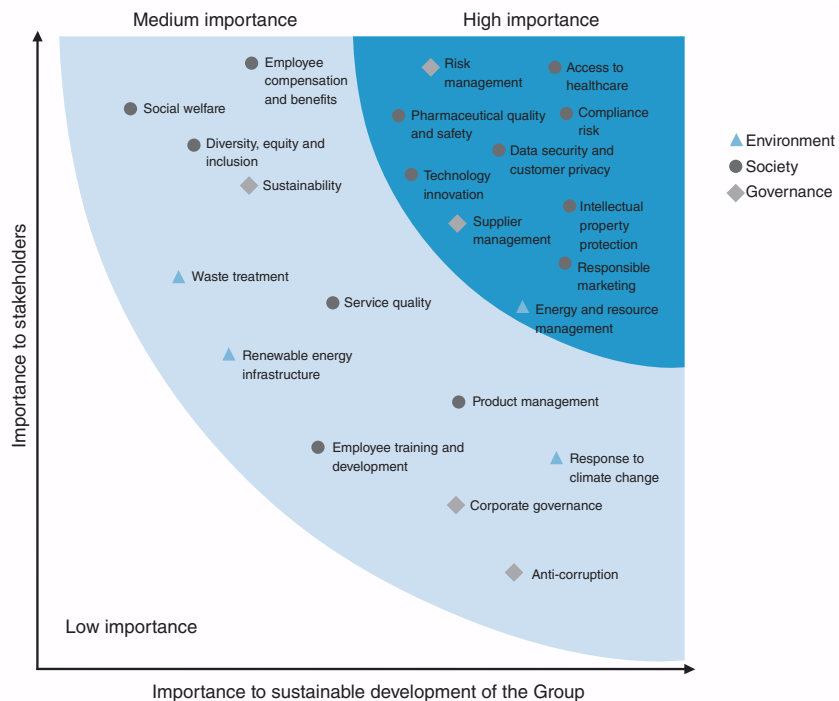 Medium importance
High importance
Employee
compensation
and benefits
Social welfare
Diversity, equity and
inclusion
Sustainability
Waste treatment
Service quality
Renewable energy
infrastructure
Employee training and
development
Risk
management
Access to
healthcare
Pharmaceutical quality
and safety
Compliance
risk
Data security and
customer privacy
Technology
innovation
Supplier
management
Intellectual
property
protection
Responsible
marketing
Energy and resource
management
Product management
Response to
climate change
Corporate governance
Anti-corruption
Environment
Society
Governance
Low importance
Importance to stakeholders
Importance to sustainable development of the Group